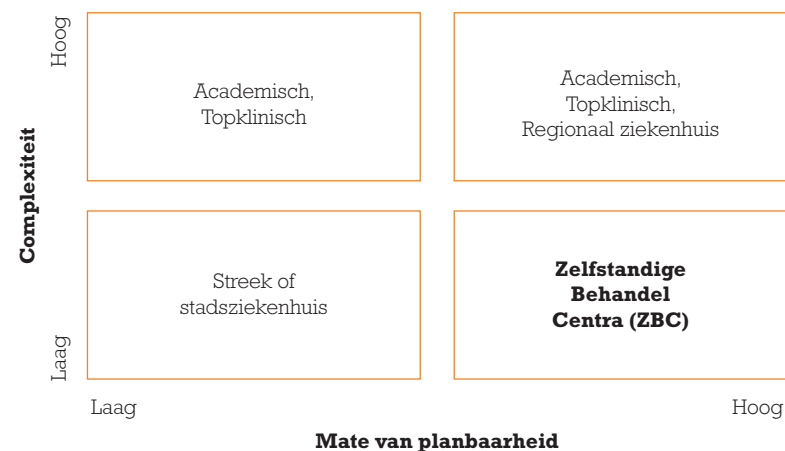 Hoog
Academisch,
Topklinisch
Academisch,
Topklinisch,
Regionaal ziekenhuis
Complexiteit
Streek of
stadsziekenhuis
Zelfstandige
Behandel
Centra (ZBC)
Laag
Laag
Hoog
Mate van planbaarheid